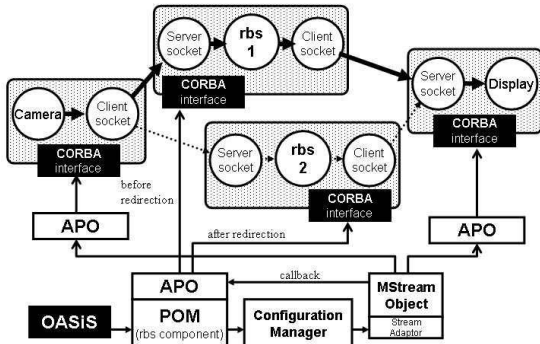 Server
socket
rbs
1
Client
socket
CORBA
interface
Camera
Client
socket
CORBA
interface
Server
socket
Display
CORBA
interface
Server
socket
rbs
2
Client
socket
CORBA
interface
before
redirection
APO
after redirection
APO
callback
APO
POM
(rbs component)
MStream
Object
Stream
Adaptor
OASiS
Configuration
Manager